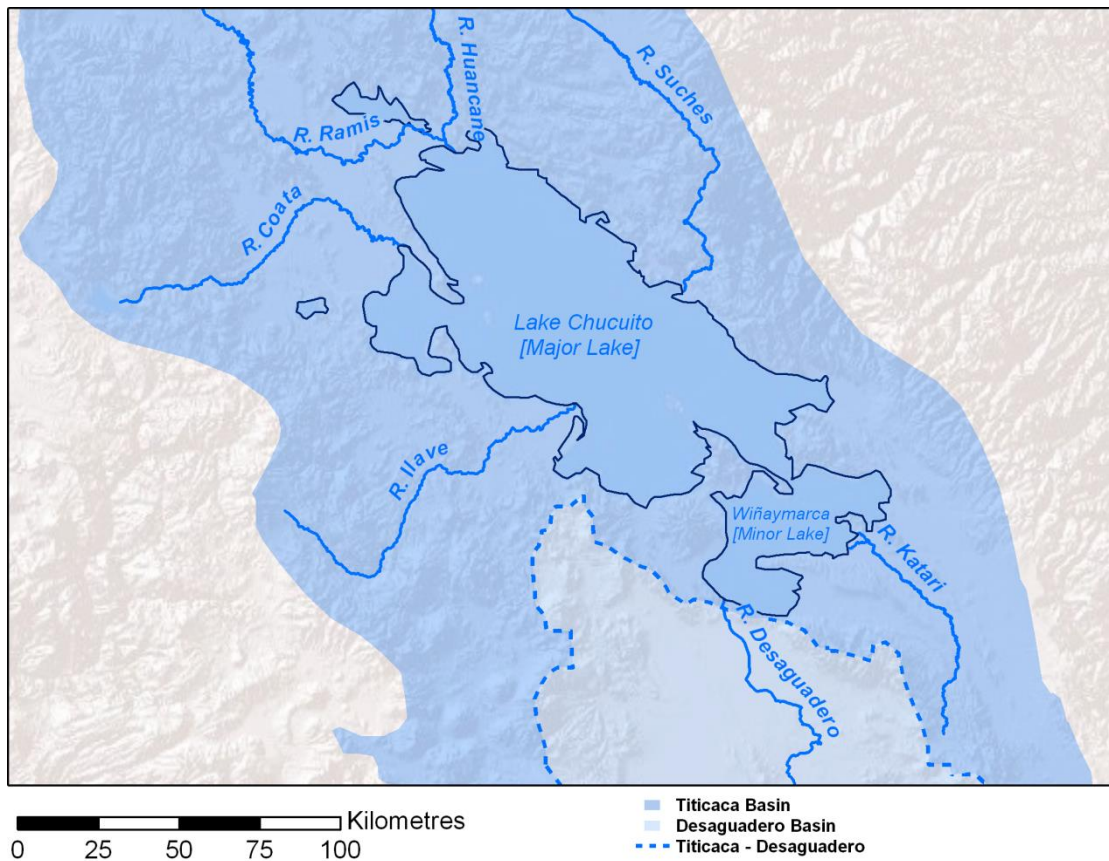 R. Huancane
R. Suches
R. Ramis
R. Coata
Lake Chucuito
[Major Lake]
R. Ilave
Wiñaymarca
[Minor Lake]
R. Katari
R. Desaguadero
Kilometres
0 25 50 75 100
Titicaca Basin
Desaguadero Basin
Titicaca - Desaguadero